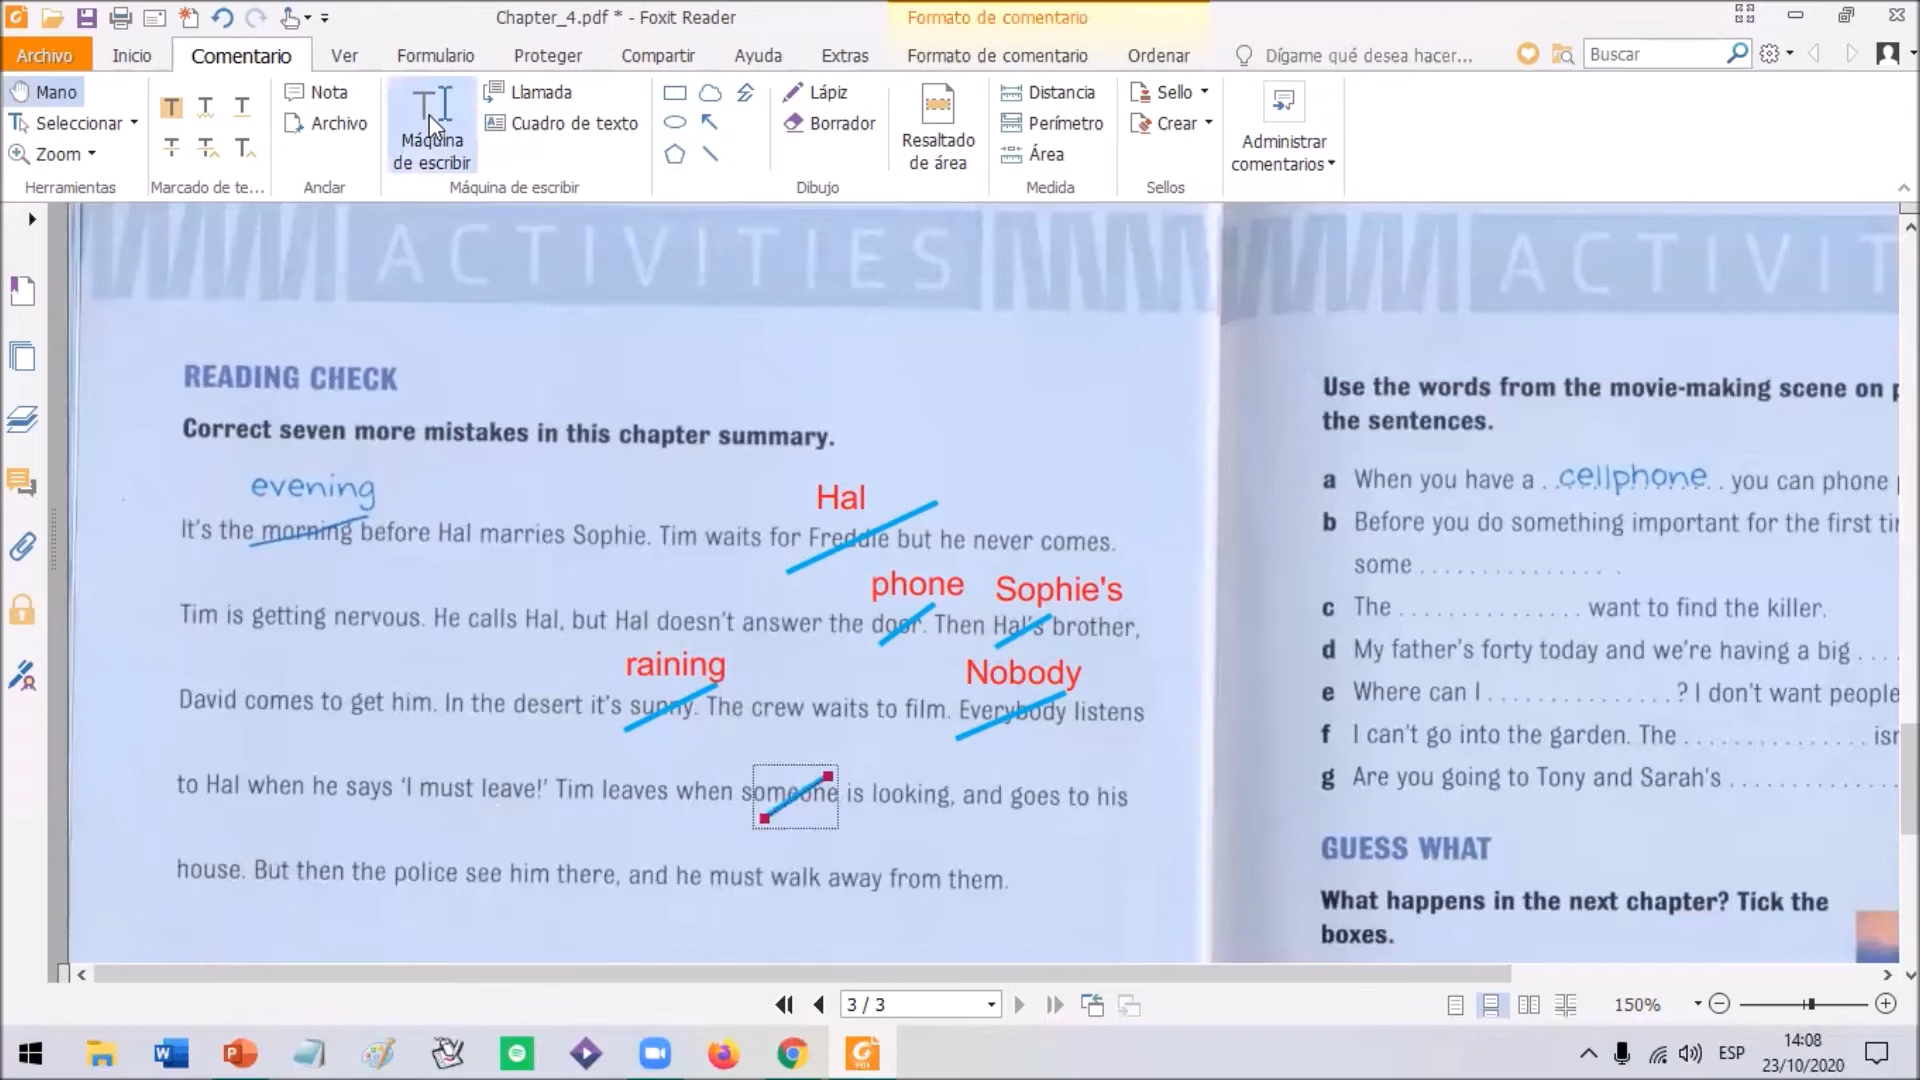 Chapter_4.pdf * - Foxit Reader
Formato de comentario
Archivo
Inicio
Comentario
Ver
Formulario
Proteger
Compartir
Ayuda
Extras
Formato de comentario
Ordenar
Dígame qué desea hacer...
Buscar
Mano
Seleccionar
Zoom
Herramientas
Marcado de te...
Nota
Archivo
Anclar
Máquina
de escribir
Llamada
Cuadro de texto
Máquina de escribir
Lápiz
Borrador
Dibujo
Resaltado
de área
Distancia
Perímetro
Área
Medida
Sello
Crear
Sellos
Administrar
comentarios
ACTIVITIES
READING CHECK
Correct seven more mistakes in this chapter summary.
evening
Hal
It's the morning before Hal marries Sophie. Tim waits for Freddie but he never comes.
phone Sophie's
Tim is getting nervous. He calls Hal, but Hal doesn't answer the door. Then Hal's brother,
raining Nobody
David comes to get him. In the desert it's sunny. The crew waits to film. Everybody listens
to Hal when he says 'I must leave!' Tim leaves when someone is looking, and goes to his
house. But then the police see him there, and he must walk away from them.
ACTIVIT
Use the words from the movie-making scene on
the sentences.
a When you have a . .cellphone. . you can phone
b Before you do something important for the first
some . . . . . . . . . . . . . . . .
c The . . . . . . . . . . . . . . . want to find the killer.
d My father's forty today and we're having a big . . . .
e Where can I . . . . . . . . . . . . . . . ? I don't want people
f I can't go into the garden. The . . . . . . . . . . . . . . .
g Are you going to Tony and Sarah's . . . . . . . . . . . . . . .
GUESS WHAT
What happens in the next chapter? Tick the
boxes.
3 / 3
150%
ESP
14:08
23/10/2020